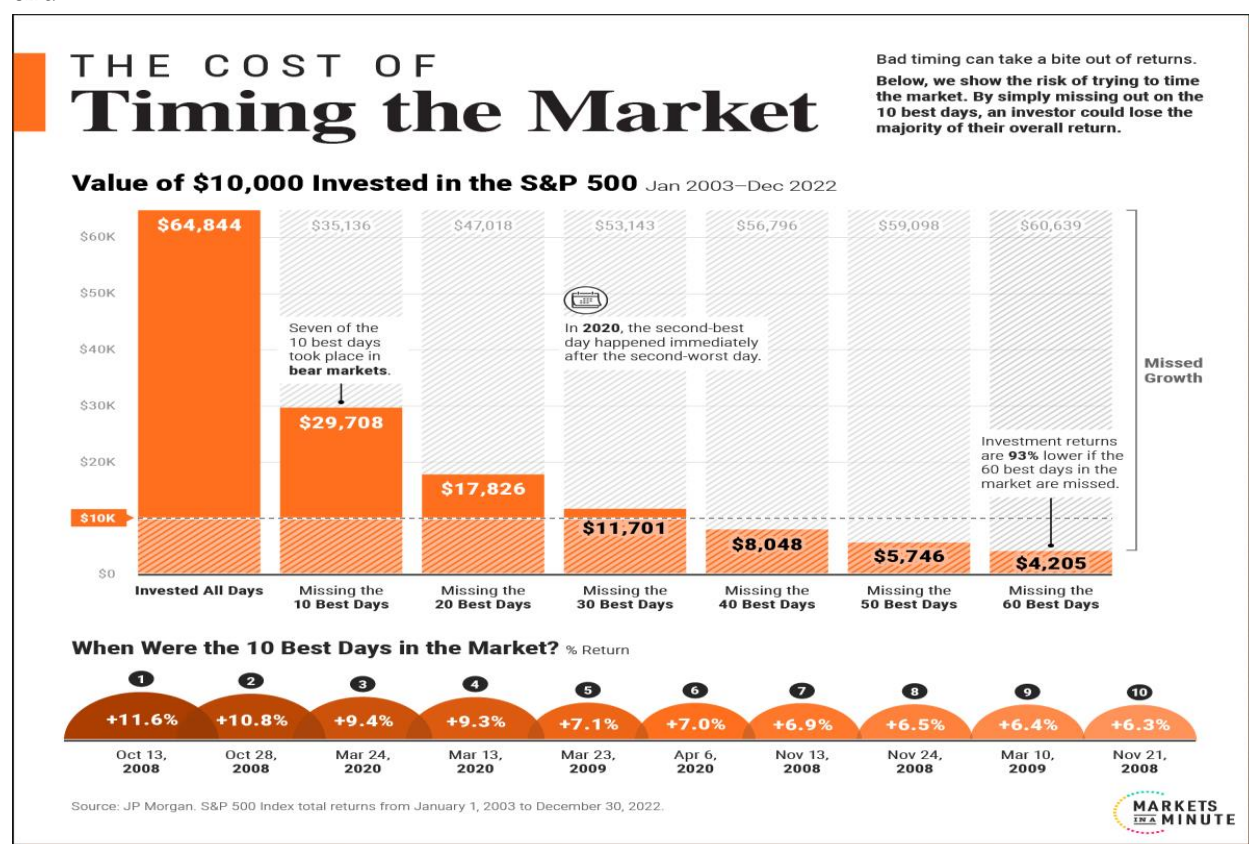 THE COST OF
Timing the Market
Bad timing can take a bite out of returns.
Below, we show the risk of trying to time
the market. By simply missing out on the
10 best days, an investor could lose the
majority of their overall return.
Value of $10,000 Invested in the S&P 500 Jan 2003–Dec 2022
$60K
$50K
$40K
$30K
$20K
$10K
$0
$64,844
$35,136
$47,018
$53,143
$56,796
$59,098
$60,639
Seven of the
10 best days
took place in
bear markets.
In 2020, the second-best
day happened immediately
after the second-worst day.
Missed
Growth
Investment returns
are 93% lower if the
60 best days in the
market are missed.
$29,708
$17,826
$11,701
$8,048
$5,746
$4,205
Invested All Days
Missing the
10 Best Days
Missing the
20 Best Days
Missing the
30 Best Days
Missing the
40 Best Days
Missing the
50 Best Days
Missing the
60 Best Days
When Were the 10 Best Days in the Market? % Return
1
+11.6%
Oct 13,
2008
2
+10.8%
Oct 28,
2008
3
+9.4%
Mar 24,
2020
4
+9.3%
Mar 13,
2020
5
+7.1%
Mar 23,
2009
6
+7.0%
Apr 6,
2020
7
+6.9%
Nov 13,
2008
8
+6.5%
Nov 24,
2008
9
+6.4%
Mar 10,
2009
10
+6.3%
Nov 21,
2008
Source: JP Morgan. S&P 500 Index total returns from January 1, 2003 to December 30, 2022.
MARKETS
IN A MINUTE